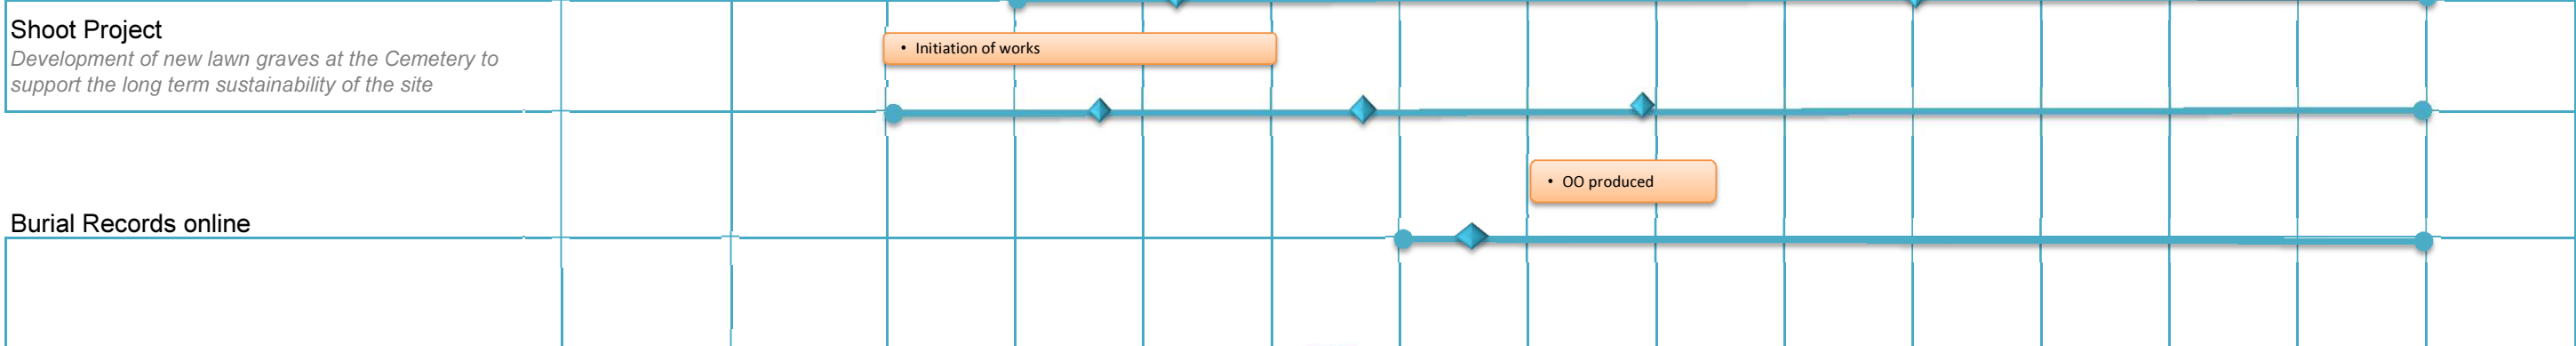 Shoot Project
Development of new lawn graves at the Cemetery to
support the long term sustainability of the site
• Initiation of works
• OO produced
Burial Records online